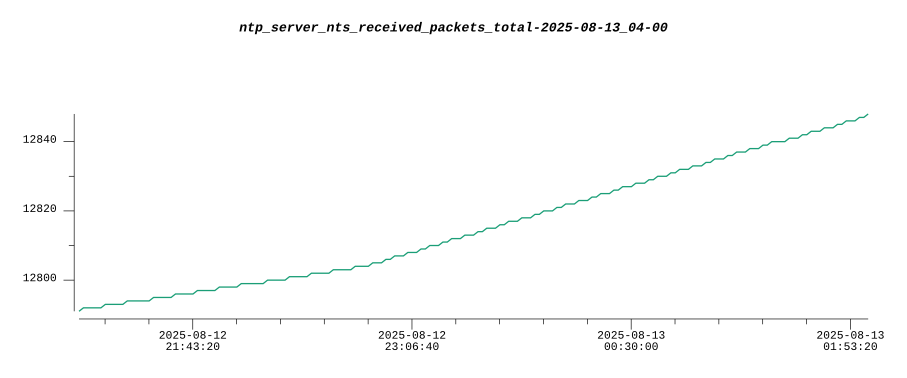 ntp_server_nts_received_packets_total-2025-08-13_04-00
12840
12820
12800
2025-08-12 2025-08-12 2025-08-13 2025-08-13
21:43:20 23:06:40 00:30:00 01:53:20